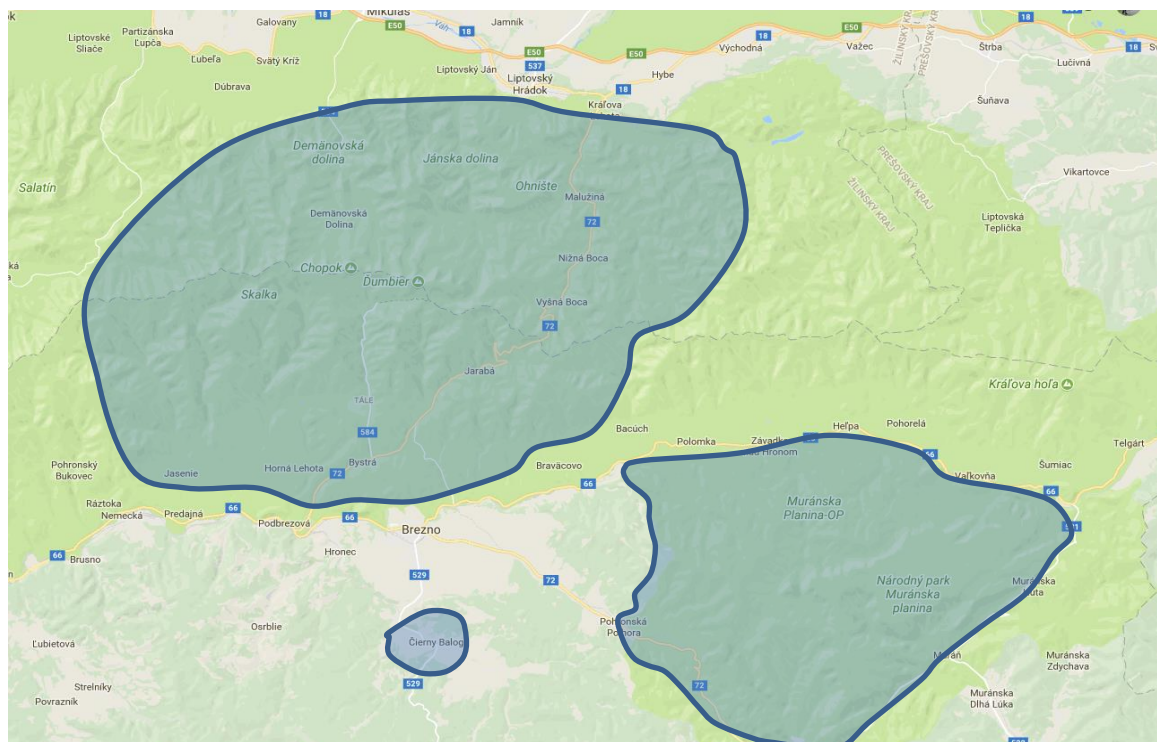 Mikuláš
18
Jamník
18
Galovany
Partizánska
Ľupča
Liptovské
Sliače
E50
18
Váh
E50
537
E50
E50
18
Východná
Važec
Štrba
18
Lučivná
ŽILINSKÝ KRAJ
PREŠOVSKÝ KRAJ
Ľubeľa
Svätý Kríž
Liptovský Ján
Liptovský
Hrádok
Hybe
18
Dúbrava
Kráľova
Šuňava
Demänovská
dolina
Jánska dolina
Ohnište
Malužiná
PREŠOVSKÝ KRAJ
ŽILINSKÝ KRAJ
Vikartovce
Salatín
Demänovská
Dolina
72
Liptovská
Teplička
Nižná Boca
Chopok
Ďumbier
Skalka
Vyšná Boca
72
Jarabá
Kráľova hoľa
TÁLE
584
Bacúch
Polomka
Heľpa
Pohorelá
Telgárt
Závadka
nad Hronom
66
Bystrá
Horná Lehota
72
Jasenie
Pohronský
Bukovec
Braväcovo
66
Valkovňa
Šumiac
66
Ráztoka
Nemecká
Predajná
66
Podbrezová
66
Brezno
Muránska
Planina-OP
Hronec
66
Brusno
529
72
Národný park
Muránska
planina
Muránska
Huta
Osrblie
Ľubietová
Čierny Balog
Pohronská
Polhora
529
72
Muráň
Muránska
Zdychava
Strelníky
Povrazník
Muránska
Dlhá Lúka